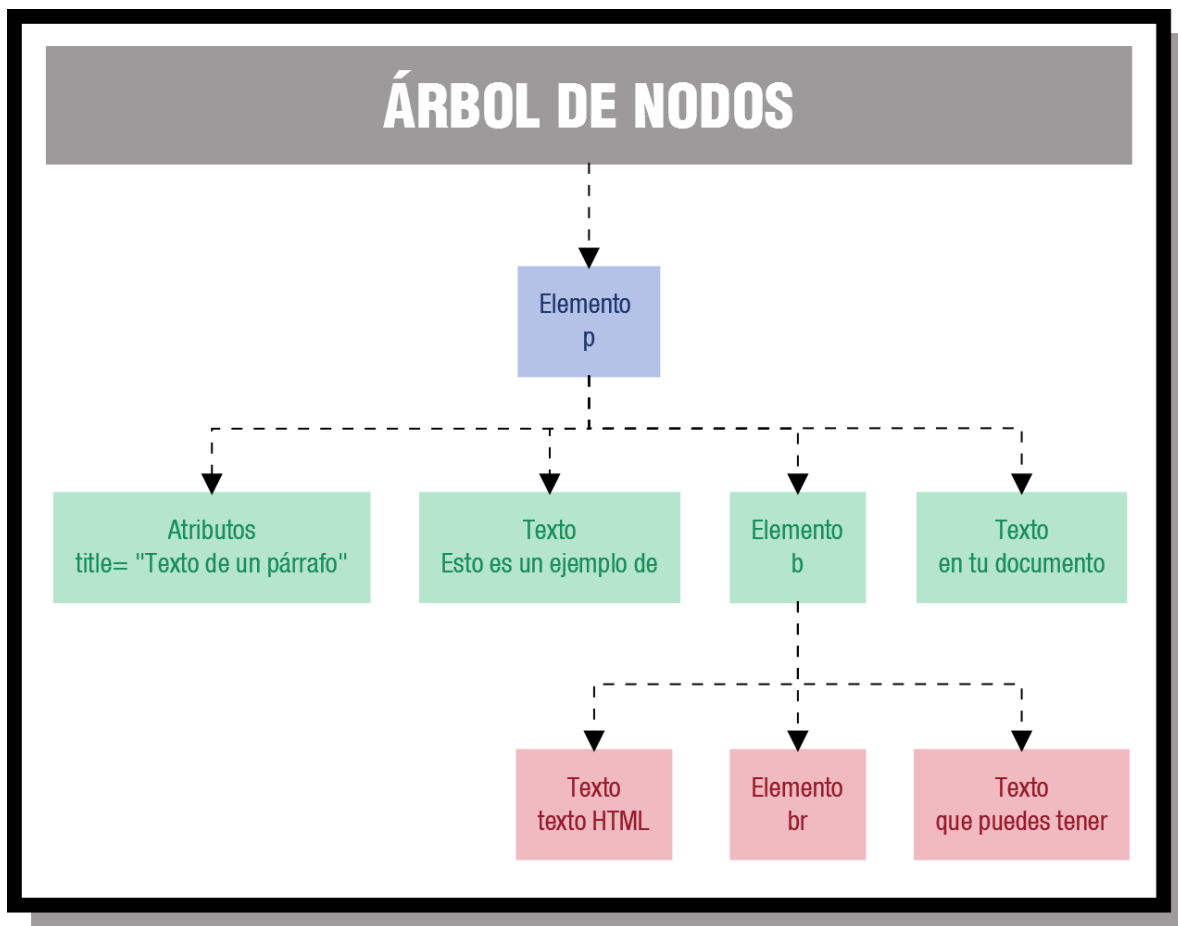 ÁRBOL DE NODOS
Elemento
p
Atributos
title= "Texto de un párrafo"
Texto
Esto es un ejemplo de
Elemento
b
Texto
en tu documento
Texto
texto HTML
Elemento
br
Texto
que puedes tener